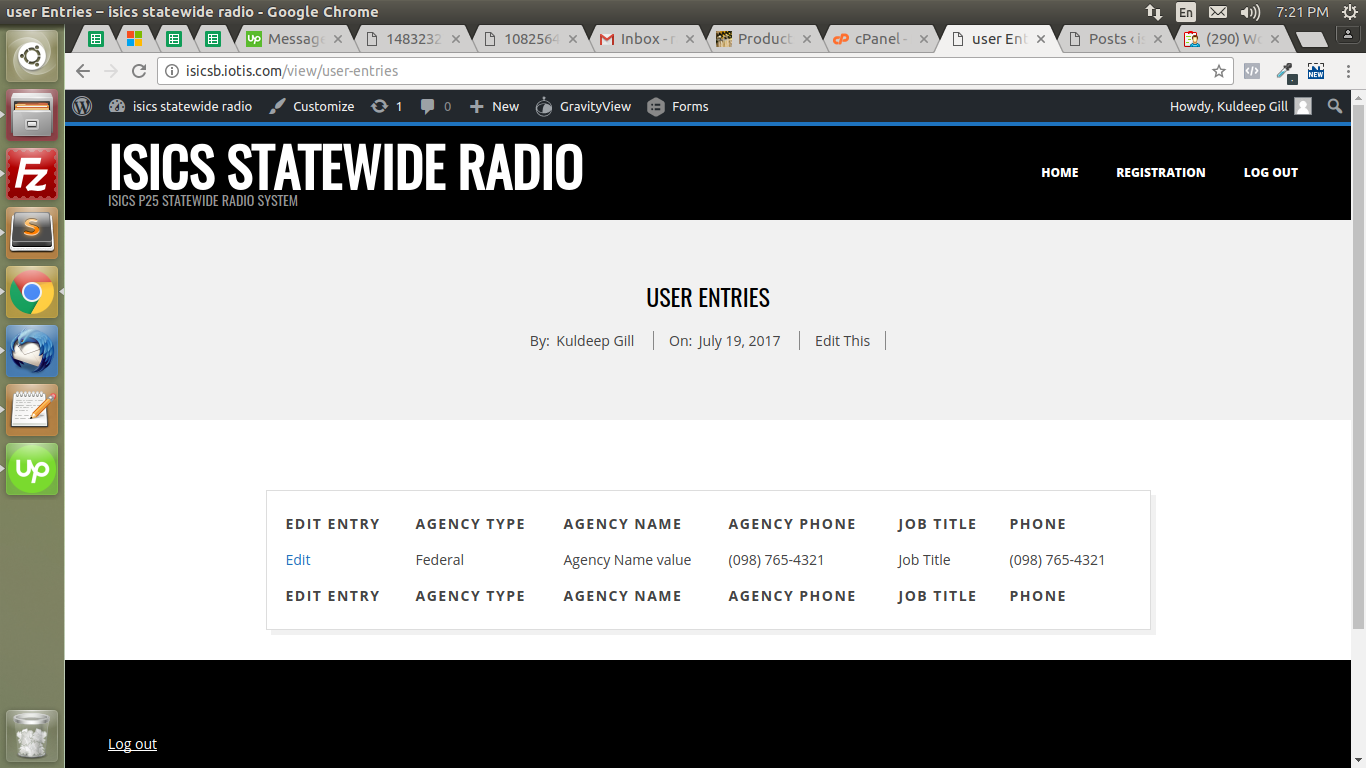 user Entries – isics statewide radio - Google Chrome
En
7:21 PM
Message
1483232
1082564
Inbox - r
Product
cPanel -
user Ent
Posts ‹ i
(290) Wo
isicsb.iotis.com/view/user-entries
NEW
isics statewide radio
Customize
1
0
New
GravityView
Forms
Howdy, Kuldeep Gill
ISICS STATEWIDE RADIO
ISICS P25 STATEWIDE RADIO SYSTEM
HOME REGISTRATION LOG OUT
USER ENTRIES
By: Kuldeep Gill On: July 19, 2017 Edit This
EDIT ENTRY AGENCY TYPE AGENCY NAME AGENCY PHONE JOB TITLE PHONE
Edit Federal Agency Name value (098) 765-4321 Job Title (098) 765-4321
EDIT ENTRY AGENCY TYPE AGENCY NAME AGENCY PHONE JOB TITLE PHONE
Log out
Fz
S
Up